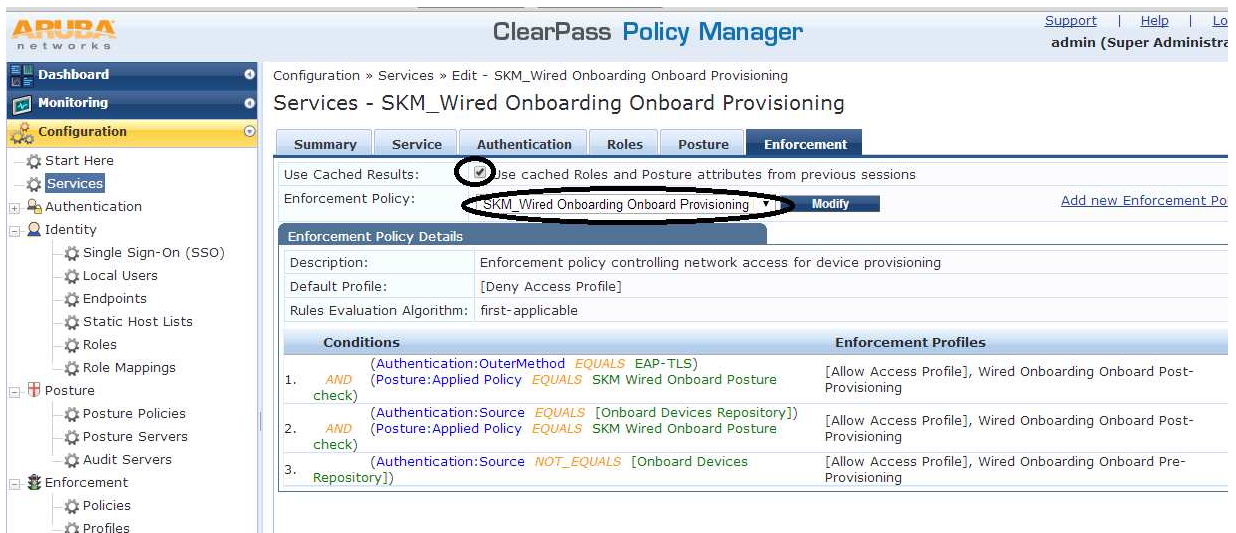 ARUBA
networks
ClearPass Policy Manager
Support | Help | Lo
admin (Super Administra
Dashboard
Monitoring
Configuration
Start Here
Services
Authentication
Identity
Single Sign-On (SSO)
Local Users
Endpoints
Static Host Lists
Roles
Role Mappings
Posture
Posture Policies
Posture Servers
Audit Servers
Enforcement
Policies
Profiles
Configuration » Services » Edit - SKM_Wired Onboarding Onboard Provisioning
Services - SKM_Wired Onboarding Onboard Provisioning
Summary Service Authentication Roles Posture Enforcement
Use Cached Results: Use cached Roles and Posture attributes from previous sessions
Enforcement Policy: SKM_Wired Onboarding Onboard Provisioning Modify Add new Enforcement Po
Enforcement Policy Details
Description: Enforcement policy controlling network access for device provisioning
Default Profile: [Deny Access Profile]
Rules Evaluation Algorithm: first-applicable
Conditions Enforcement Profiles
(Authentication:OuterMethod EQUALS EAP-TLS)
1. AND (Posture:Applied Policy EQUALS SKM Wired Onboard Posture
check)
[Allow Access Profile], Wired Onboarding Onboard Post-
Provisioning
(Authentication:Source EQUALS [Onboard Devices Repository])
2. AND (Posture:Applied Policy EQUALS SKM Wired Onboard Posture
check)
[Allow Access Profile], Wired Onboarding Onboard Post-
Provisioning
3. (Authentication:Source NOT_EQUALS [Onboard Devices
Repository])
[Allow Access Profile], Wired Onboarding Onboard Pre-
Provisioning